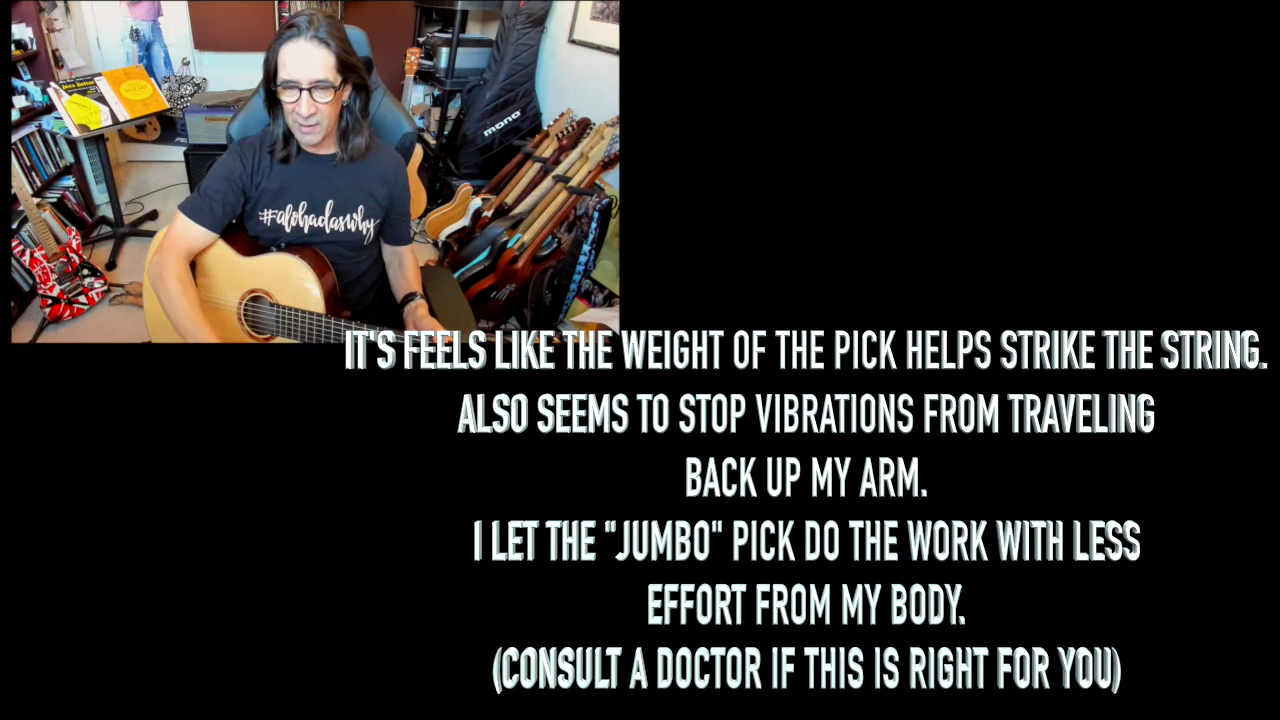 Jazz Guitar
#alohadaswhy
mono
IT'S FEELS LIKE THE WEIGHT OF THE PICK HELPS STRIKE THE STRING.
ALSO SEEMS TO STOP VIBRATIONS FROM TRAVELING
BACK UP MY ARM.
I LET THE "JUMBO" PICK DO THE WORK WITH LESS
EFFORT FROM MY BODY.
(CONSULT A DOCTOR IF THIS IS RIGHT FOR YOU)